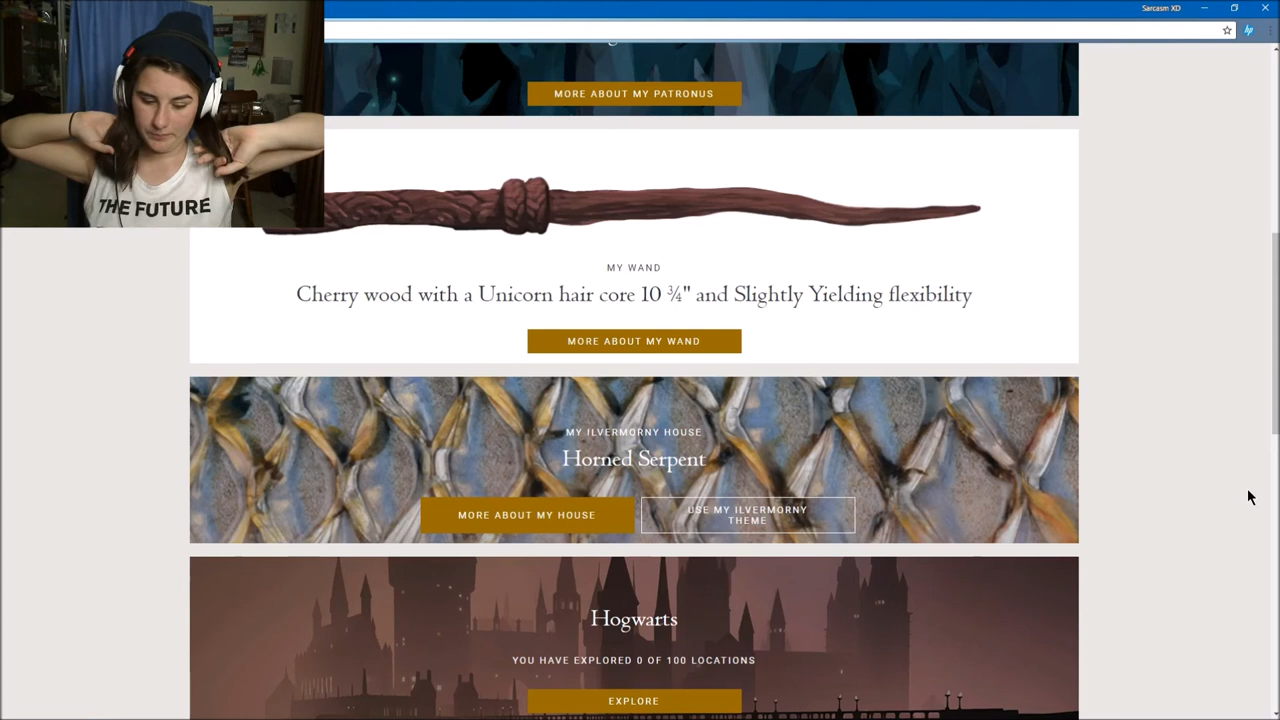 Sarcasm XD
THE FUTURE
MORE ABOUT MY PATRONUS
MY WAND
Cherry wood with a Unicorn hair core 10 ¾" and Slightly Yielding flexibility
MORE ABOUT MY WAND
MY ILVERMORNY HOUSE
Horned Serpent
MORE ABOUT MY HOUSE
USE MY ILVERMORNY
THEME
Hogwarts
YOU HAVE EXPLORED 0 OF 100 LOCATIONS
EXPLORE